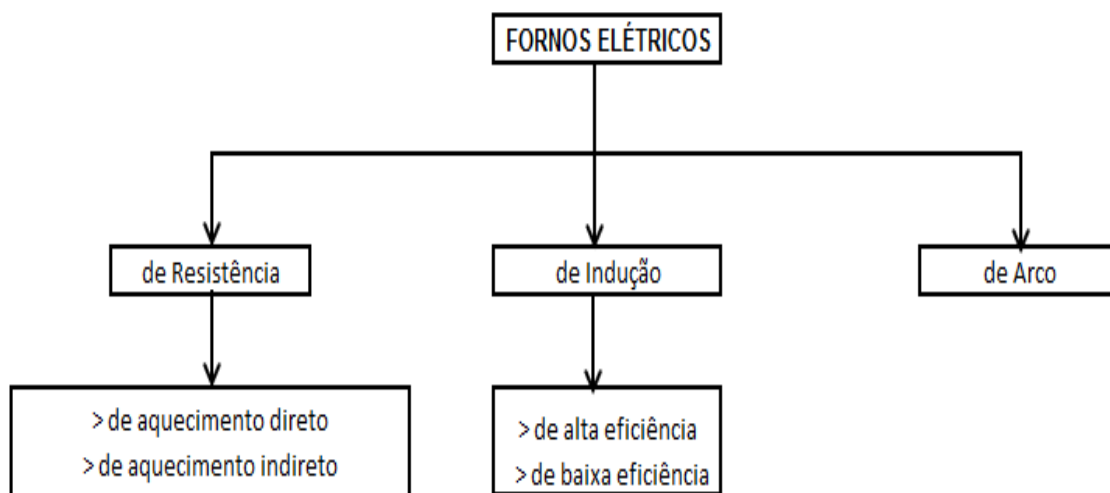 FORNOS ELÉTRICOS
de Resistência
de Indução
de Arco
> de aquecimento direto
> de aquecimento indireto
> de alta eficiência
> de baixa eficiência